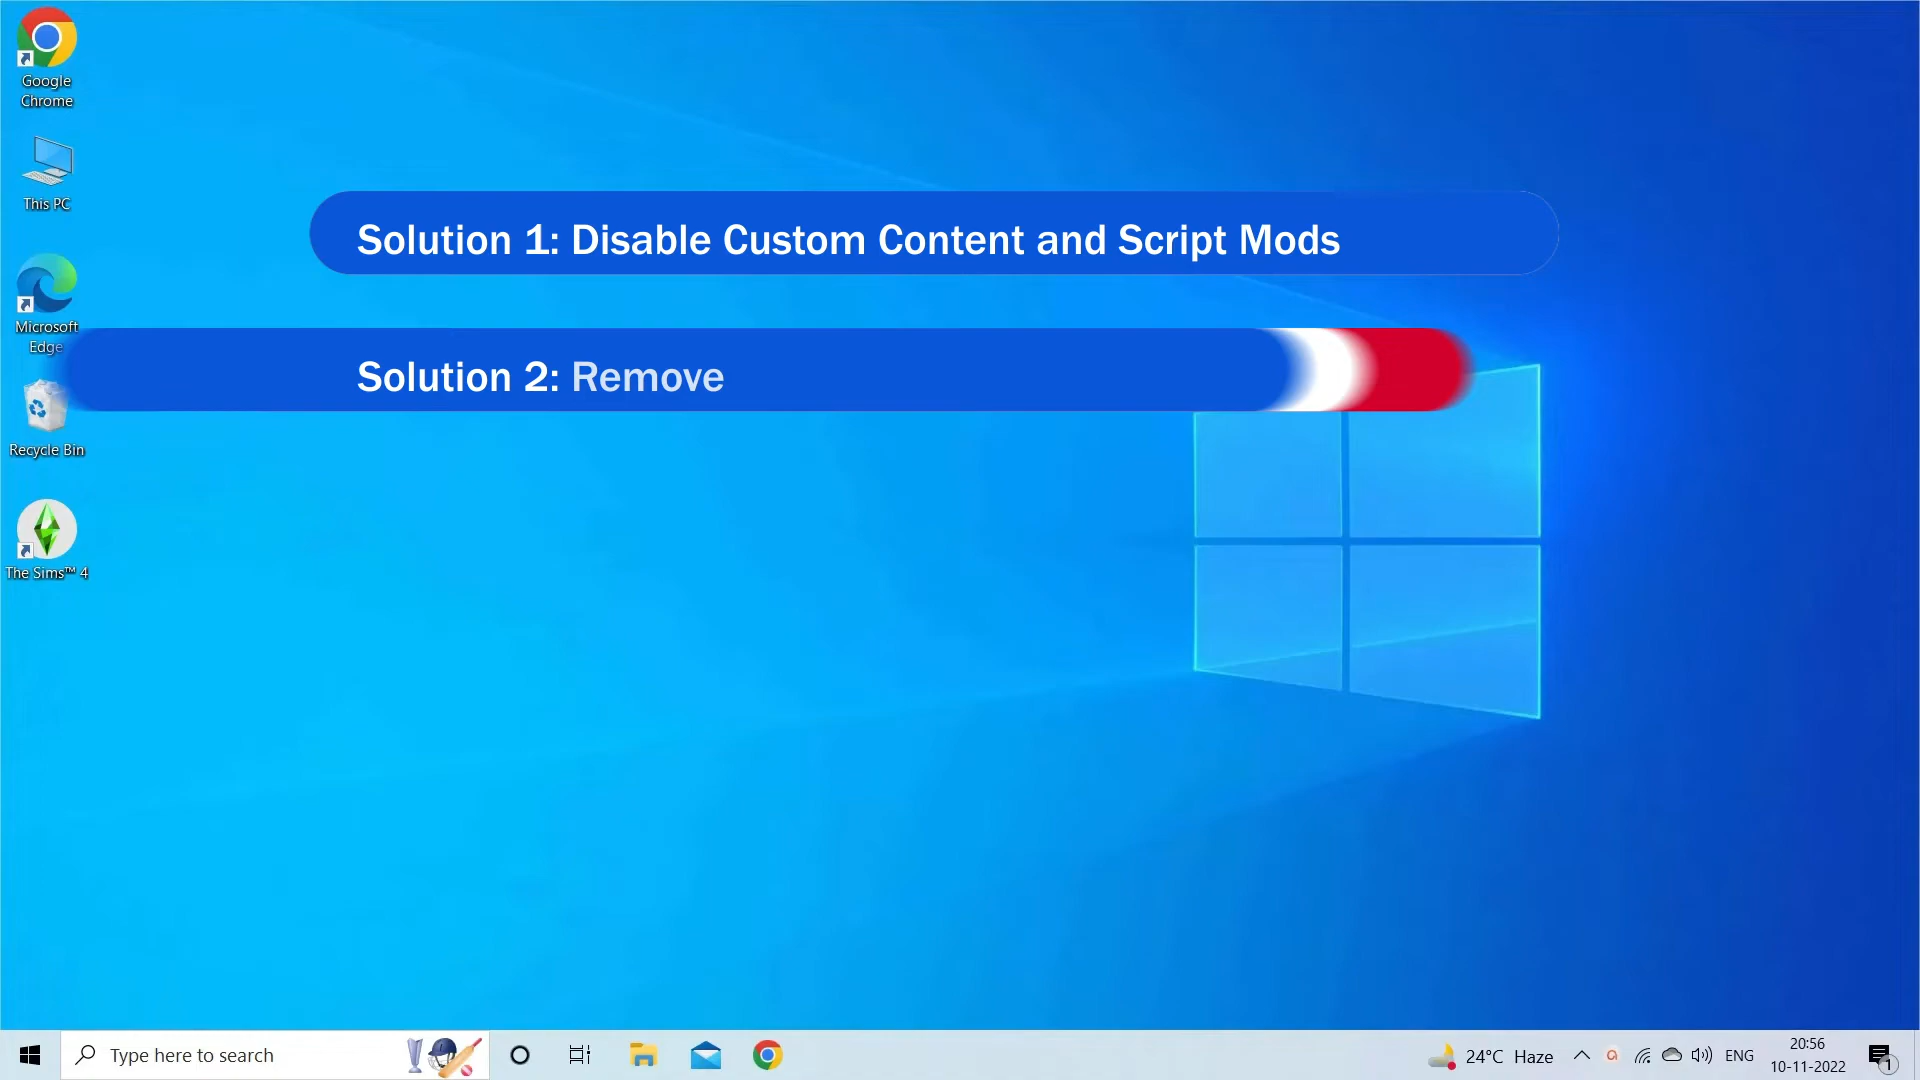 Google
Chrome
This PC
Solution 1: Disable Custom Content and Script Mods
Microsoft
Edge
Solution 2: Remove
Recycle Bin
The Sims™ 4
Type here to search
24°C Haze
ENG
20:56
10-11-2022
1